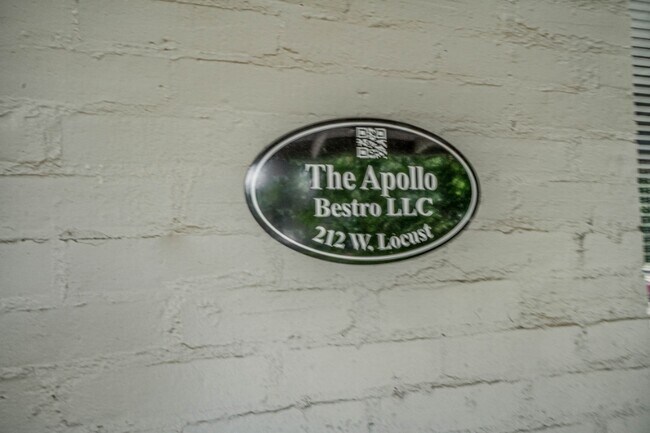 The Apollo
Bestro LLC
212 W. Locust